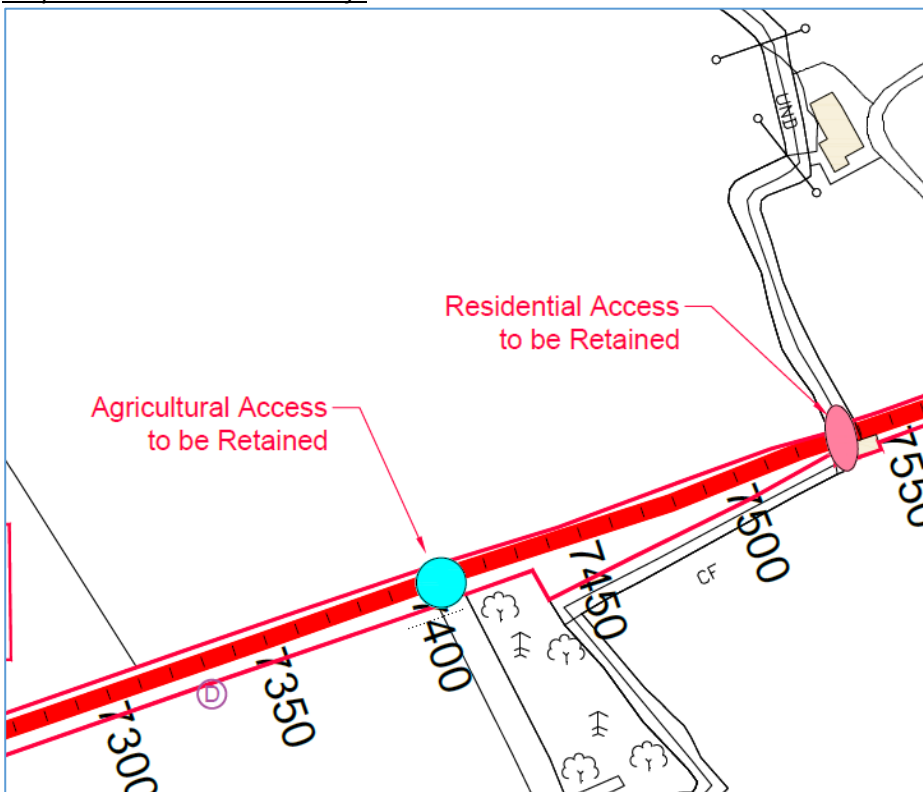 UND
Residential Access
to be Retained
Agricultural Access
to be Retained
7550
7500
CF
7450
7400
D
7350
7300